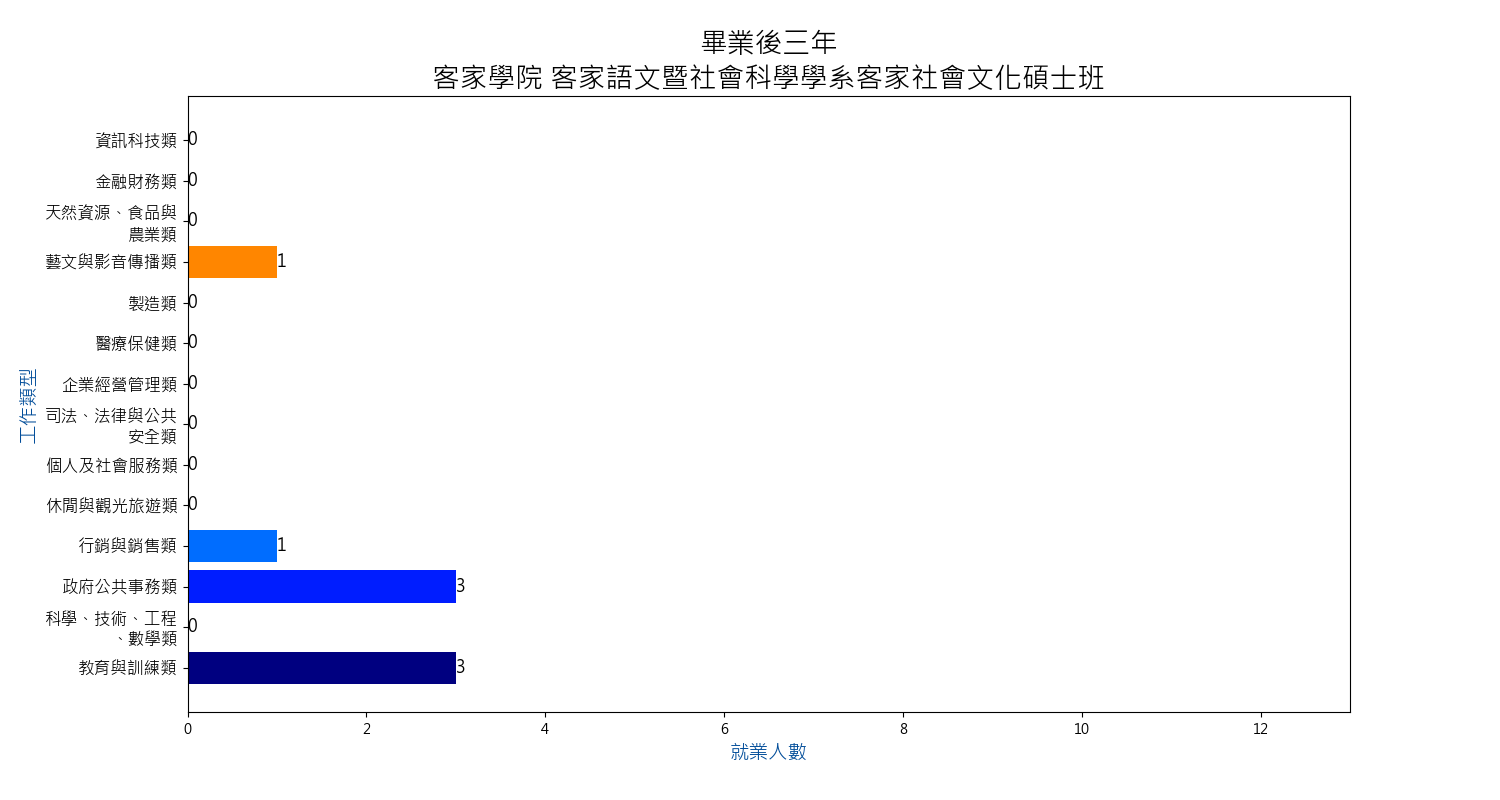 畢業後三年
客家學院 客家語文暨社會科學學系客家社會文化碩士班
資訊科技類 0
金融財務類 0
天然資源、食品與
農業類 0
藝文與影音傳播類 1
製造類 0
醫療保健類 0
企業經營管理類 0
司法、法律與公共
安全類 0
個人及社會服務類 0
休閒與觀光旅遊類 0
行銷與銷售類 1
政府公共事務類 3
科學、技術、工程
、數學類 0
教育與訓練類 3
工作類型
0 2 4 6 8 10 12
就業人數